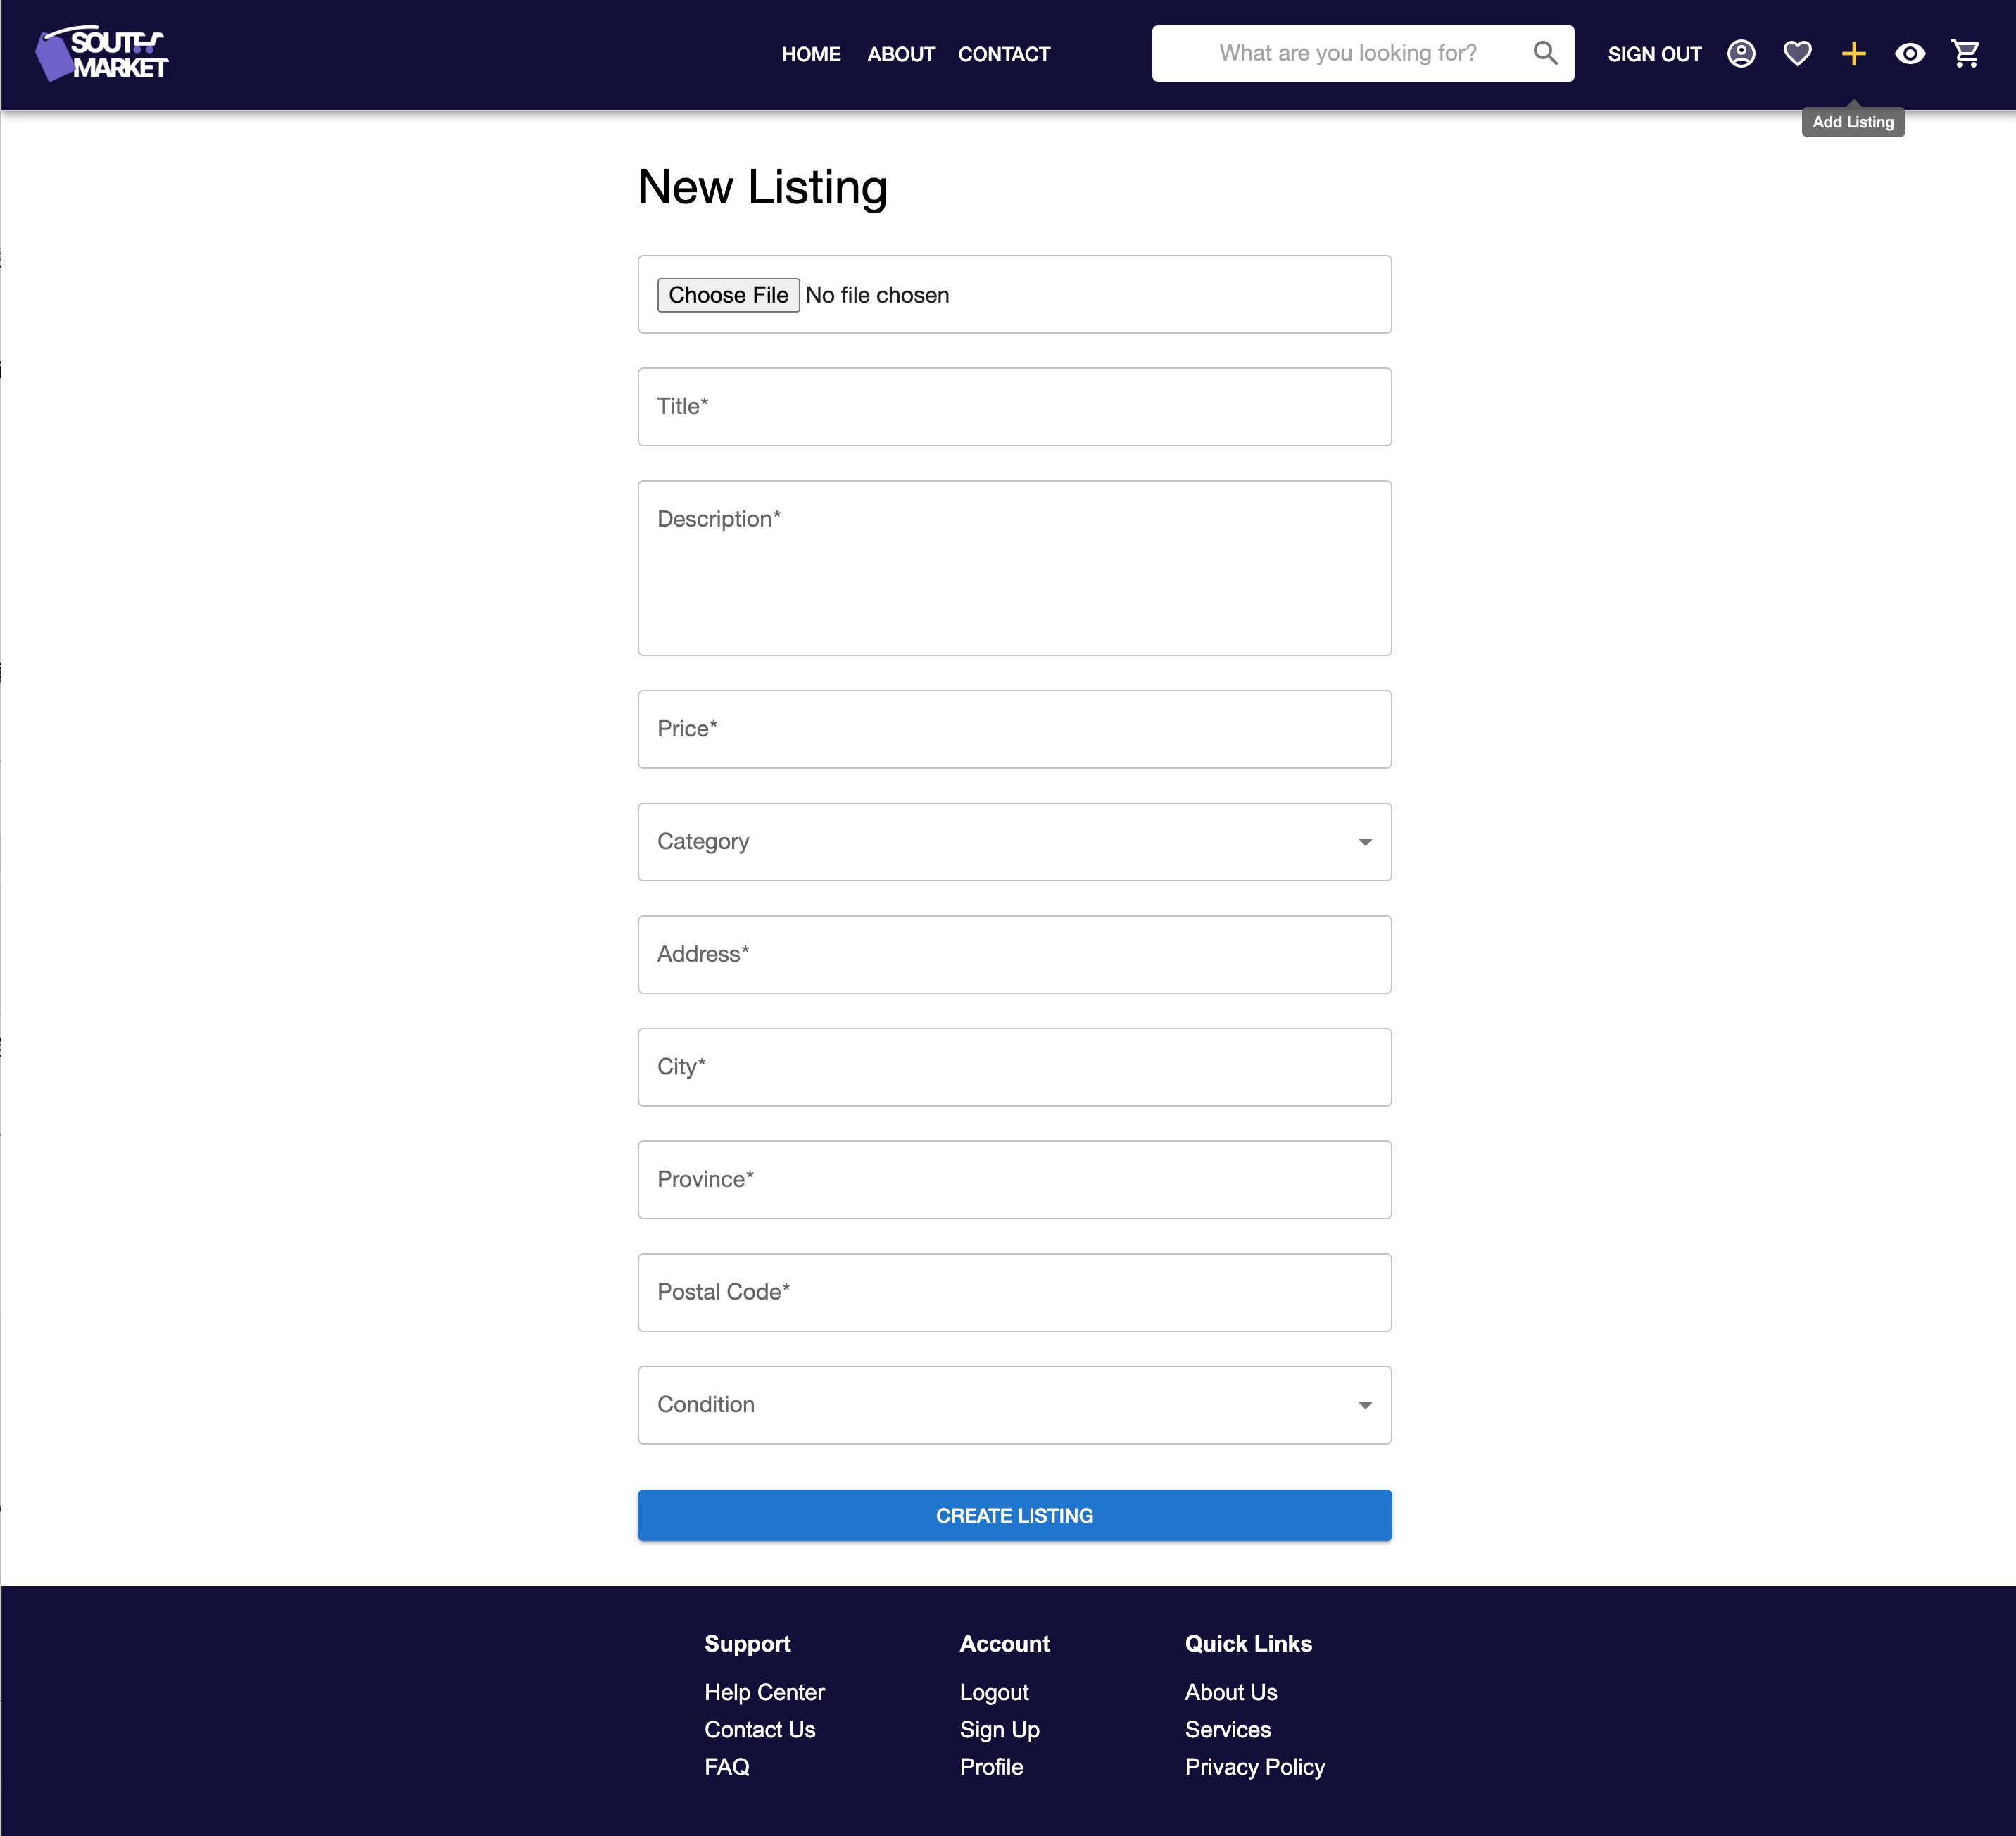 SOUTH
MARKET
HOME ABOUT CONTACT What are you looking for? SIGN OUT
Add Listing
New Listing
Choose File No file chosen
Title*
Description*
Price*
Category
Address*
City*
Province*
Postal Code*
Condition
CREATE LISTING
Support Account Quick Links
Help Center Logout About Us
Contact Us Sign Up Services
FAQ Profile Privacy Policy